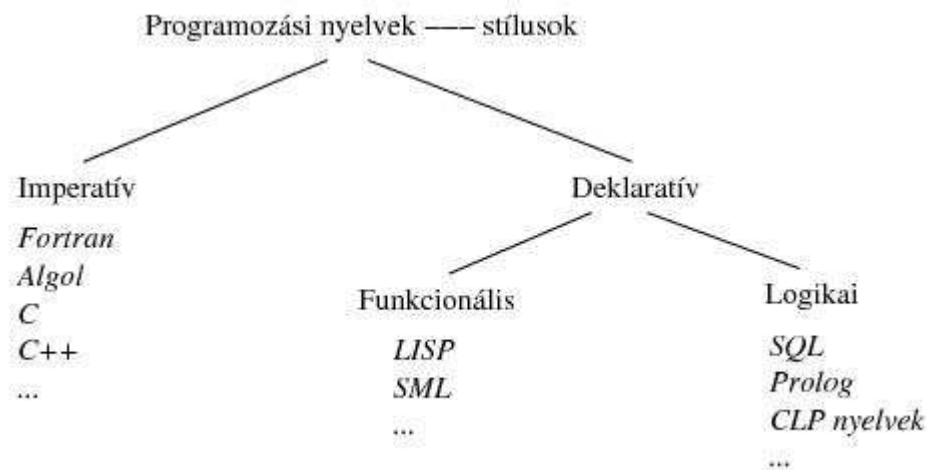 Programozási nyelvek –––– stílusok
Imperatív
Fortran
Algol
C
C++
...
Deklaratív
Funkcionális
LISP
SML
...
Logikai
SQL
Prolog
CLP nyelvek
...